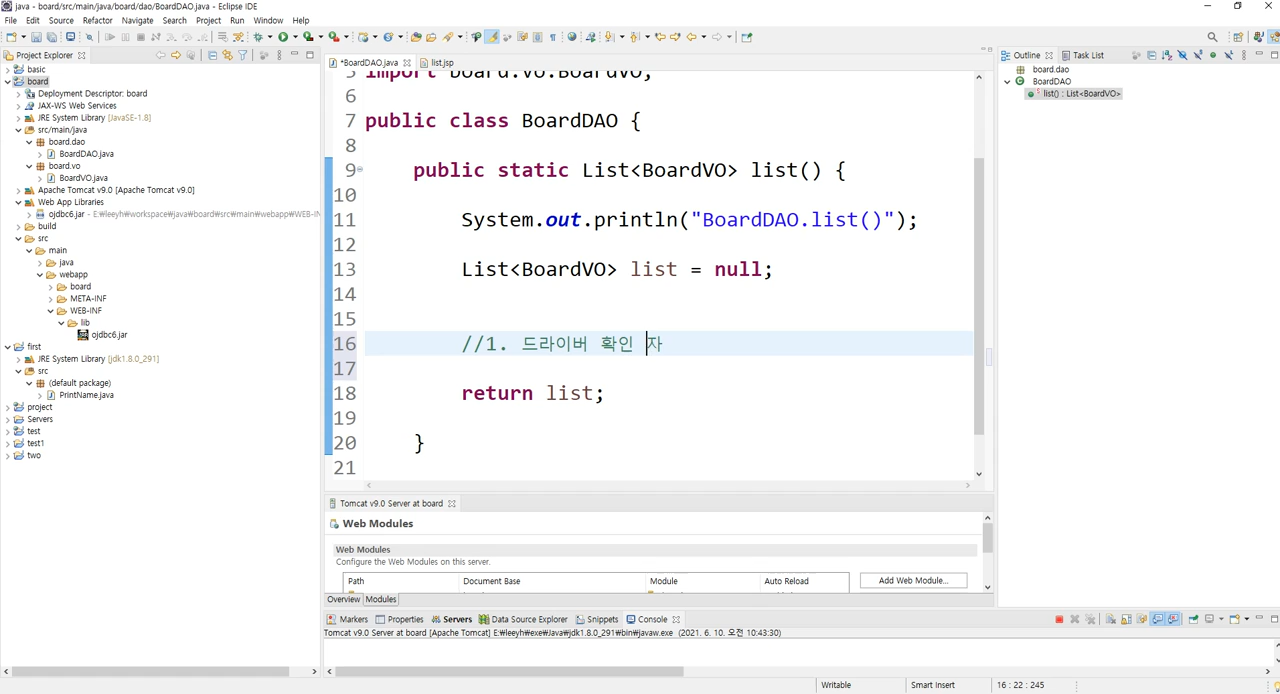 java - board/src/main/java/board/dao/BoardDAO.java - Eclipse IDE
File Edit Source Refactor Navigate Search Project Run Window Help
Project Explorer
basic
board
Deployment Descriptor: board
JAX-WS Web Services
JRE System Library [JavaSE-1.8]
src/main/java
board.dao
BoardDAO.java
board.vo
BoardVO.java
Apache Tomcat v9.0 [Apache Tomcat v9.0]
Web App Libraries
ojdbc6.jar - E:₩leeyh₩workspace₩java₩board₩src₩main₩webapp₩WEB-IN
build
src
main
java
webapp
board
META-INF
WEB-INF
lib
ojdbc6.jar
first
JRE System Library [jdk1.8.0_291]
src
(default package)
PrintName.java
project
Servers
test
test1
two
*BoardDAO.java list.jsp
5 import board.vo.BoardVO;
6
7 public class BoardDAO {
8
9 public static List<BoardVO> list() {
10
11 System.out.println("BoardDAO.list()");
12
13 List<BoardVO> list = null;
14
15
16 //1. 드라이버 확인 자
17
18 return list;
19
20 }
21
Tomcat v9.0 Server at board
Web Modules
Web Modules
Configure the Web Modules on this server.
Path Document Base Module Auto Reload
Add Web Module...
Overview Modules
Markers Properties Servers Data Source Explorer Snippets Console
Tomcat v9.0 Server at board [Apache Tomcat] E:₩leeyh₩exe₩Java₩jdk1.8.0_291₩bin₩javaw.exe (2021. 6. 10. 오전 10:43:30)
Outline Task List
board.dao
BoardDAO
list() : List<BoardVO>
Writable Smart Insert 16 : 22 : 245